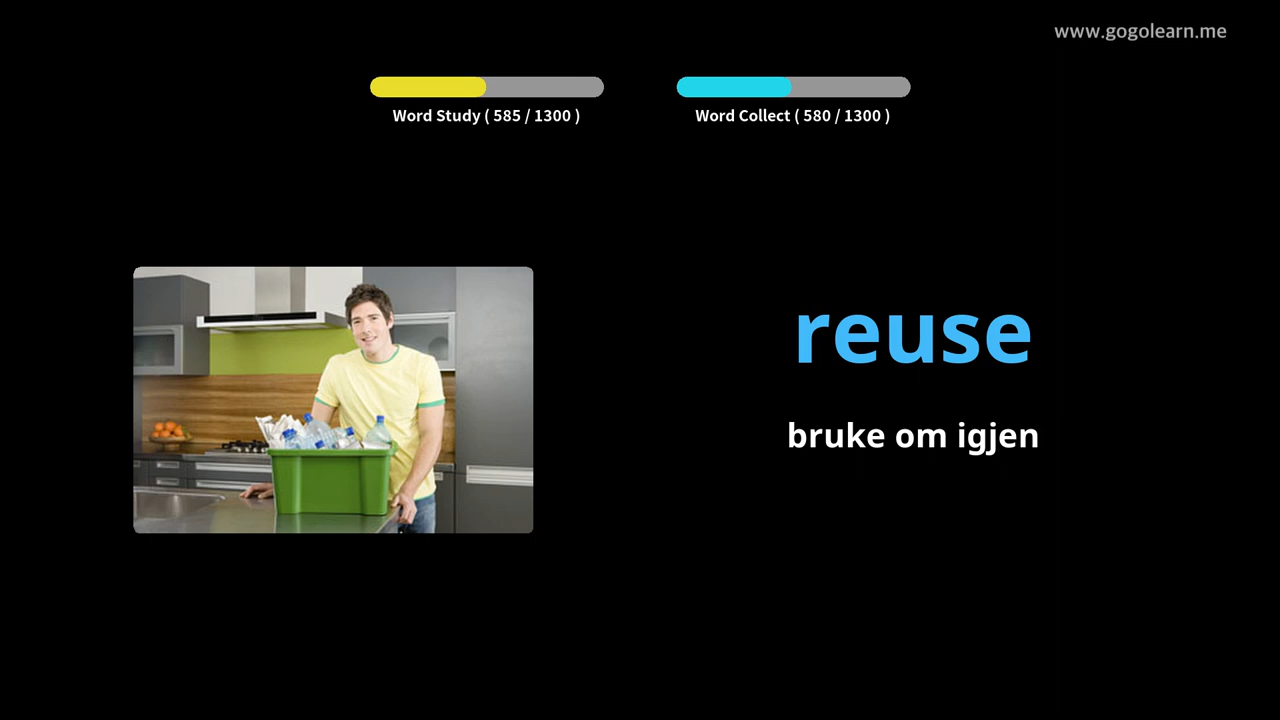 www.gogolearn.me
Word Study ( 585 / 1300 )
Word Collect ( 580 / 1300 )
reuse
bruke om igjen